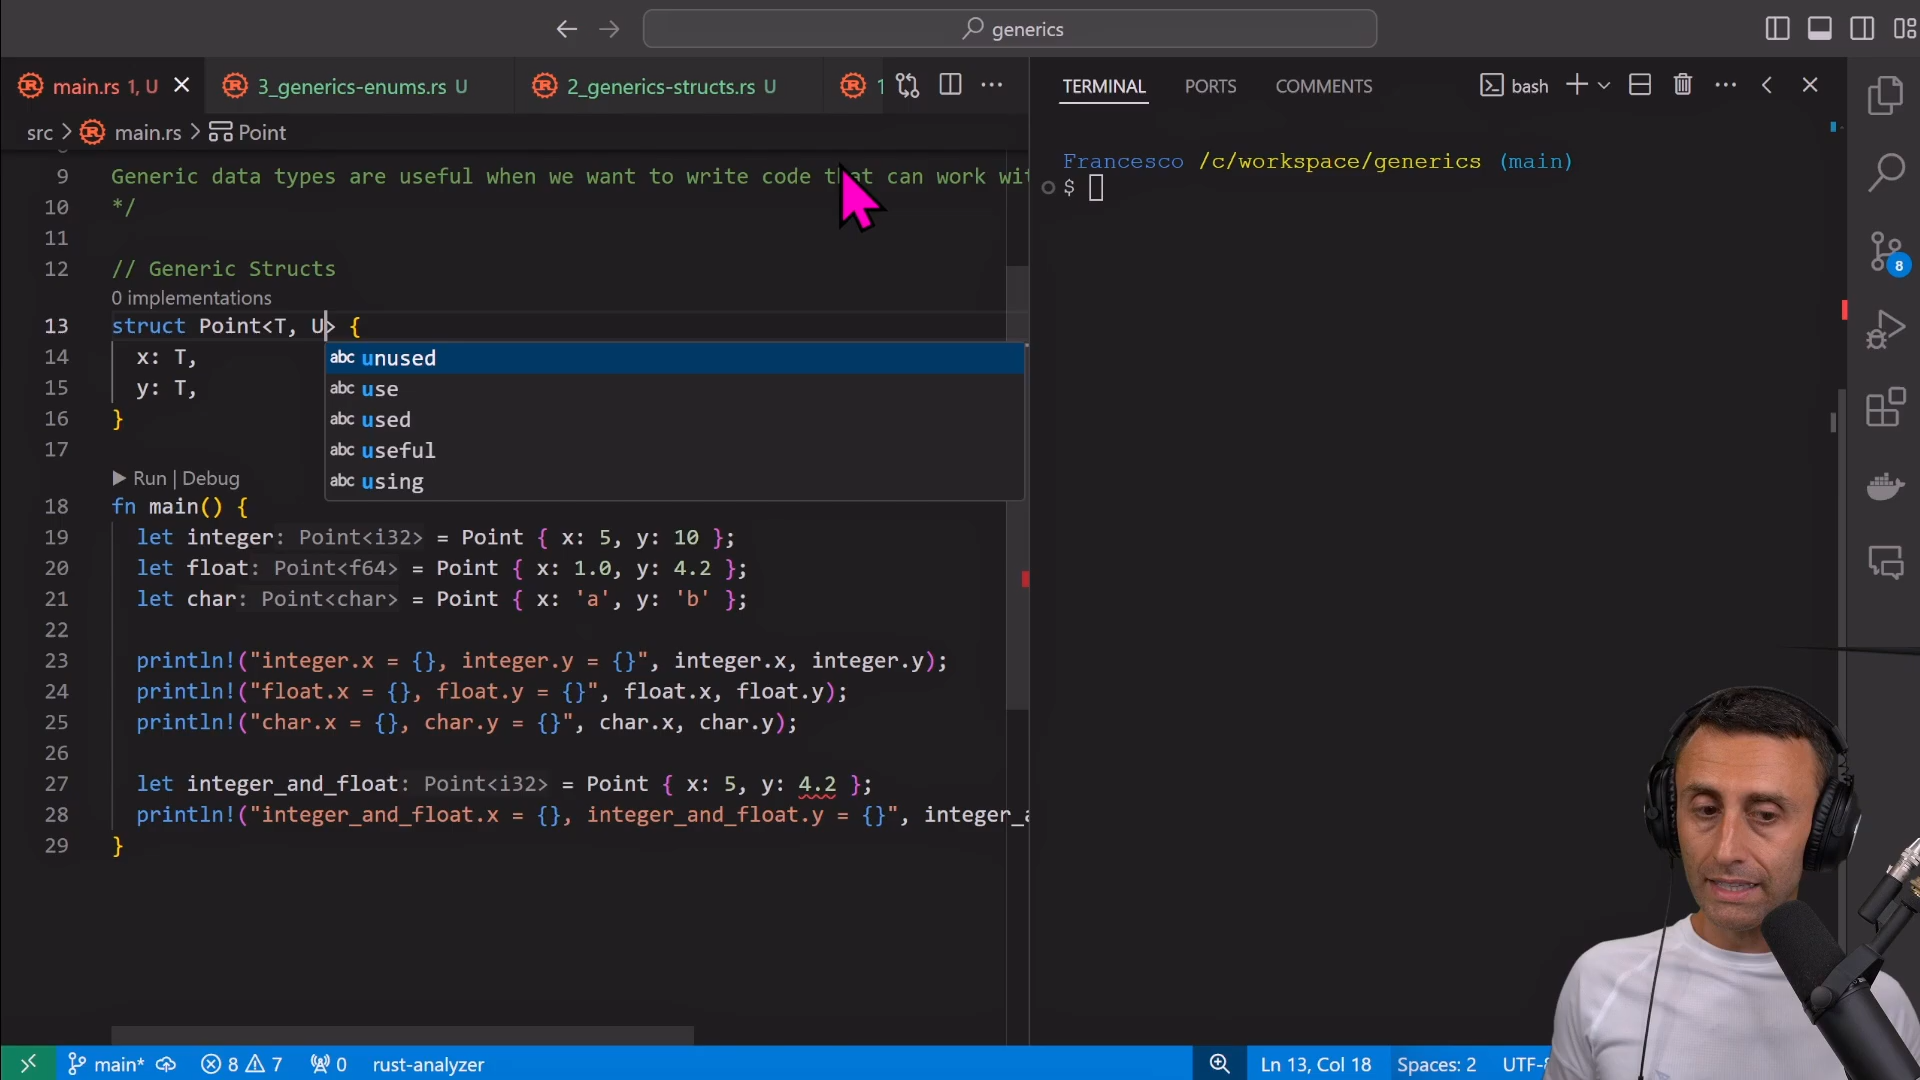 generics
main.rs 1, U
3_generics-enums.rs U
2_generics-structs.rs U
1
TERMINAL
PORTS
COMMENTS
bash
src > main.rs > Point
9 Generic data types are useful when we want to write code that can work wit
10 */
11
12 // Generic Structs
0 implementations
13 struct Point<T, U> {
14 x: T,
15 y: T,
16 }
17
abc unused
abc use
abc used
abc useful
abc using
Run | Debug
18 fn main() {
19 let integer: Point<i32> = Point { x: 5, y: 10 };
20 let float: Point<f64> = Point { x: 1.0, y: 4.2 };
21 let char: Point<char> = Point { x: 'a', y: 'b' };
22
23 println!("integer.x = {}, integer.y = {}", integer.x, integer.y);
24 println!("float.x = {}, float.y = {}", float.x, float.y);
25 println!("char.x = {}, char.y = {}", char.x, char.y);
26
27 let integer_and_float: Point<i32> = Point { x: 5, y: 4.2 };
28 println!("integer_and_float.x = {}, integer_and_float.y = {}", integer_a
29 }
Francesco /c/workspace/generics (main)
$
8
main* 8 7 0 rust-analyzer
Ln 13, Col 18 Spaces: 2 UTF-8